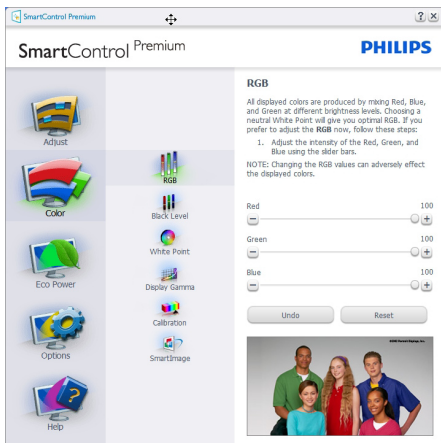 SmartControl Premium
SmartControl Premium
PHILIPS
Adjust
Color
Eco Power
Options
Help
RGB
Black Level
White Point
Display Gamma
Calibration
SmartImage
RGB
All displayed colors are produced by mixing Red, Blue,
and Green at different brightness levels. Choosing a
neutral White Point will give you optimal RGB. If you
prefer to adjust the RGB now, follow these steps:
1. Adjust the intensity of the Red, Green, and
Blue using the slider bars.
NOTE: Changing the RGB values can adversely effect
the displayed colors.
Red 100
Green 100
Blue 100
Undo Reset